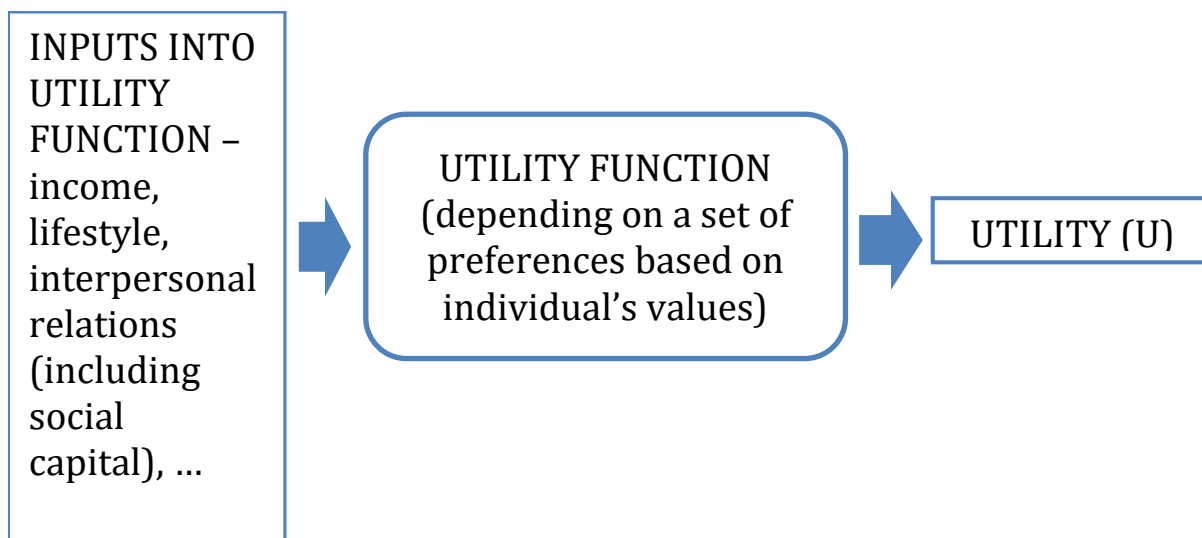 INPUTS INTO
UTILITY
FUNCTION –
income,
lifestyle,
interpersonal
relations
(including
social
capital), …
UTILITY FUNCTION
(depending on a set of
preferences based on
individual’s values)
UTILITY (U)